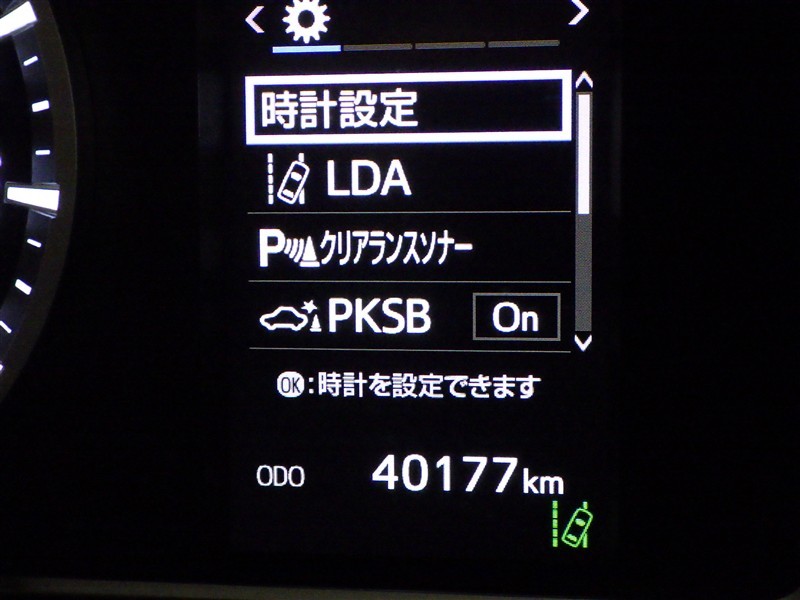 時計設定
LDA
P クリアランスソナー
PKSB On
OK:時計を設定できます
ODO 40177km